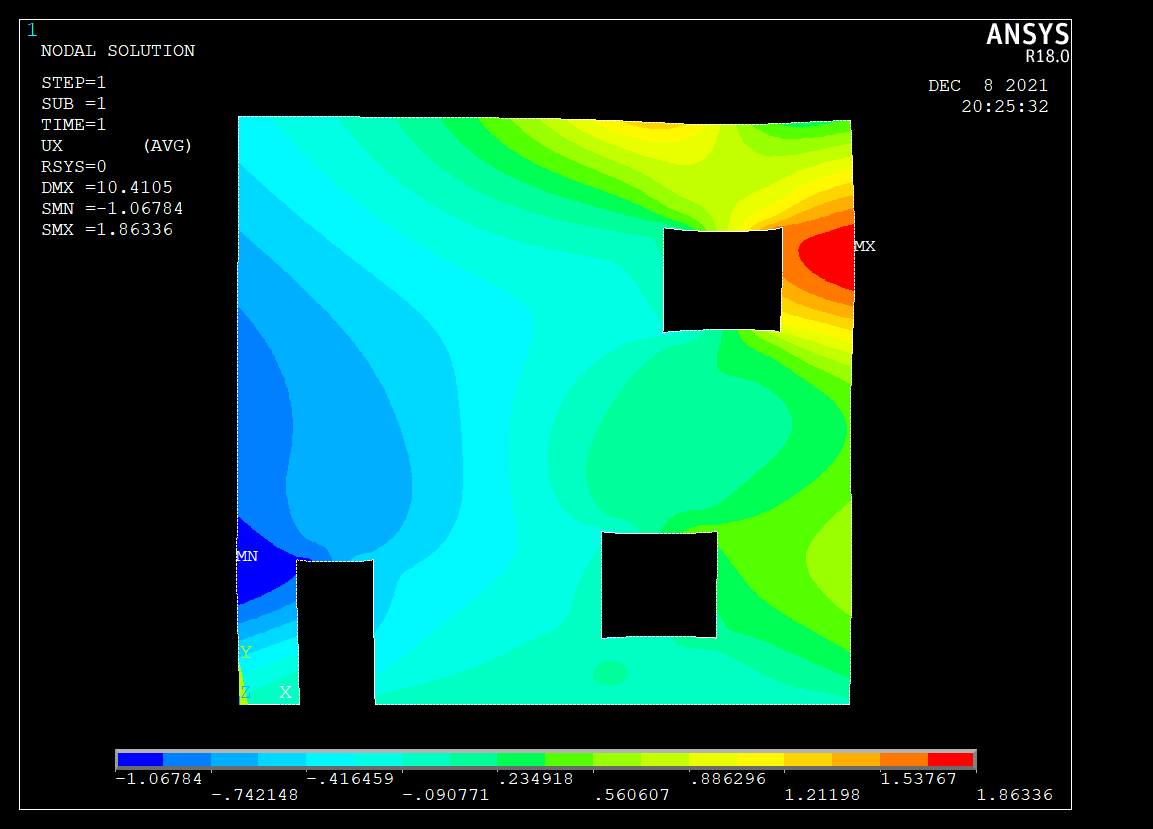 1
ANSYS
R18.0
NODAL SOLUTION
STEP=1
SUB =1
TIME=1
UX (AVG)
RSYS=0
DMX =10.4105
SMN =-1.06784
SMX =1.86336
DEC 8 2021
20:25:32
MX
MN
Y
Z X
-1.06784 -.416459 .234918 .886296 1.53767
-.742148 -.090771 .560607 1.21198 1.86336